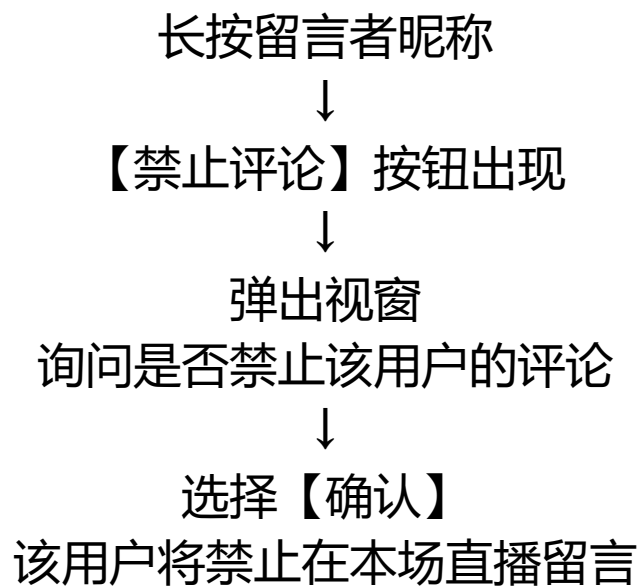 长按留言者昵称
↓
【禁止评论】按钮出现
↓
弹出视窗
询问是否禁止该用户的评论
↓
选择【确认】
该用户将禁止在本场直播留言